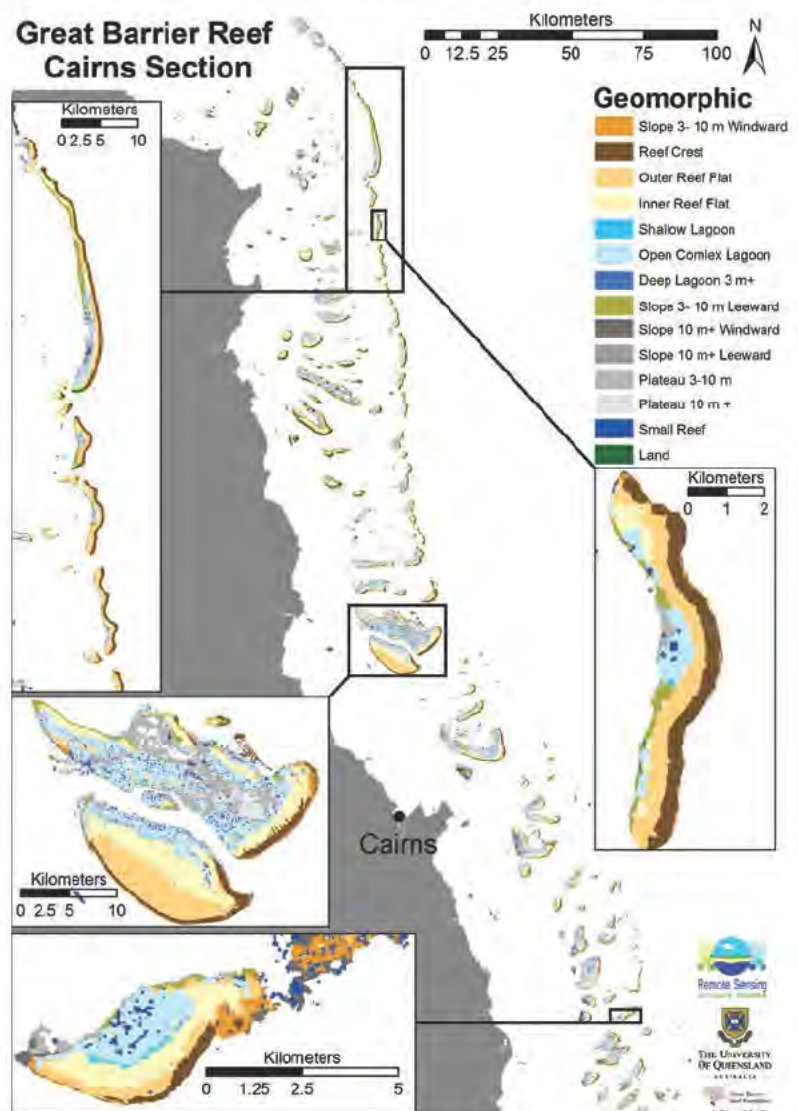 Great Barrier Reef
Cairns Section
Kilometers
0 12.5 25 50 75 100
N
Geomorphic
Slope 3- 10 m Windward
Reef Crest
Outer Reef Flat
Inner Reef Flat
Shallow Lagoon
Open Comlex Lagoon
Deep Lagoon 3 m+
Slope 3- 10 m Leeward
Slope 10 m+ Windward
Slope 10 m+ Leeward
Plateau 3-10 m
Plateau 10 m +
Small Reef
Land
Kilometers
0 2.5 5 10
Kilometers
0 1 2
Cairns
Kilometers
0 2.5 5 10
Kilometers
0 1.25 2.5 5
Remote Sensing
THE UNIVERSITY
OF QUEENSLAND
AUSTRALIA